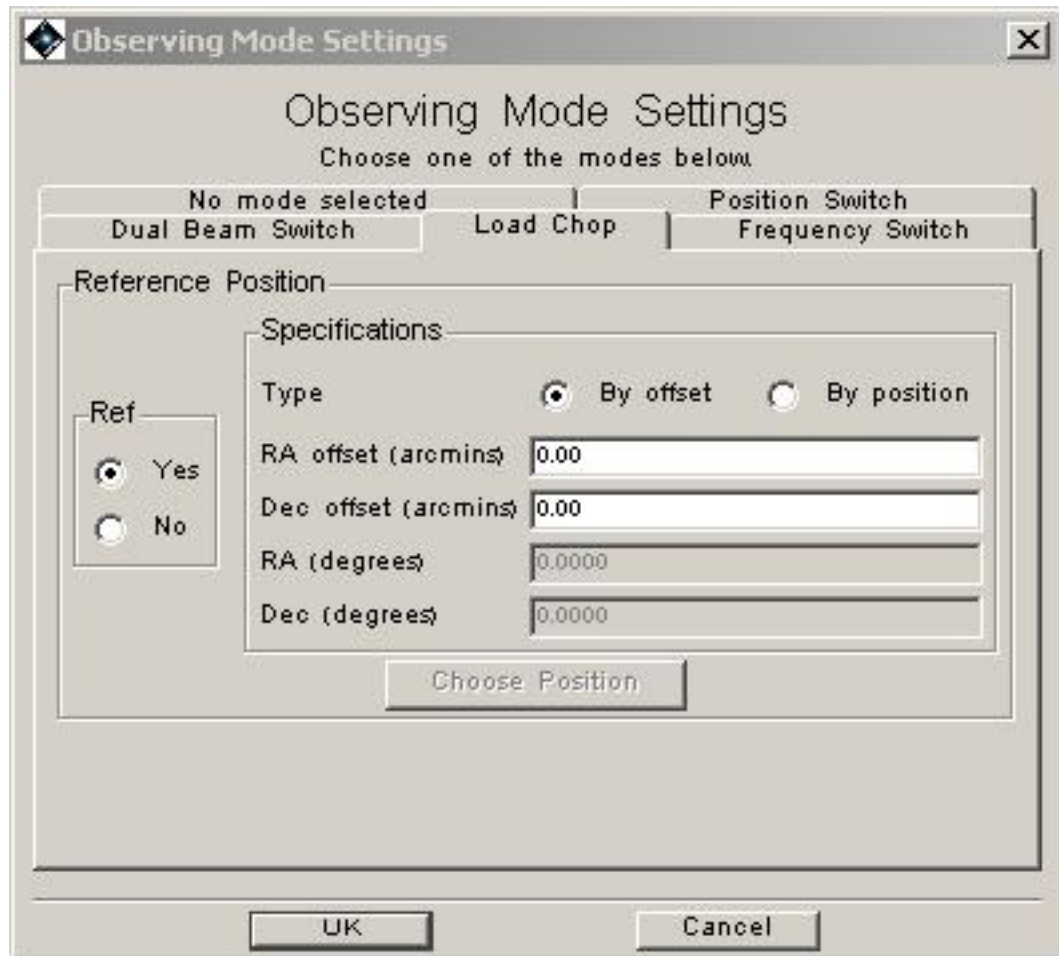 Observing Mode Settings
Observing Mode Settings
Choose one of the modes below.
No mode selected
Position Switch
Dual Beam Switch
Load Chop
Frequency Switch
Reference Position
Specifications
Type
By offset
By position
Ref
Yes
No
RA offset (arcmins)
0.00
Dec offset (arcmins)
0.00
RA (degrees)
0.0000
Dec (degrees)
0.0000
Choose Position
OK
Cancel